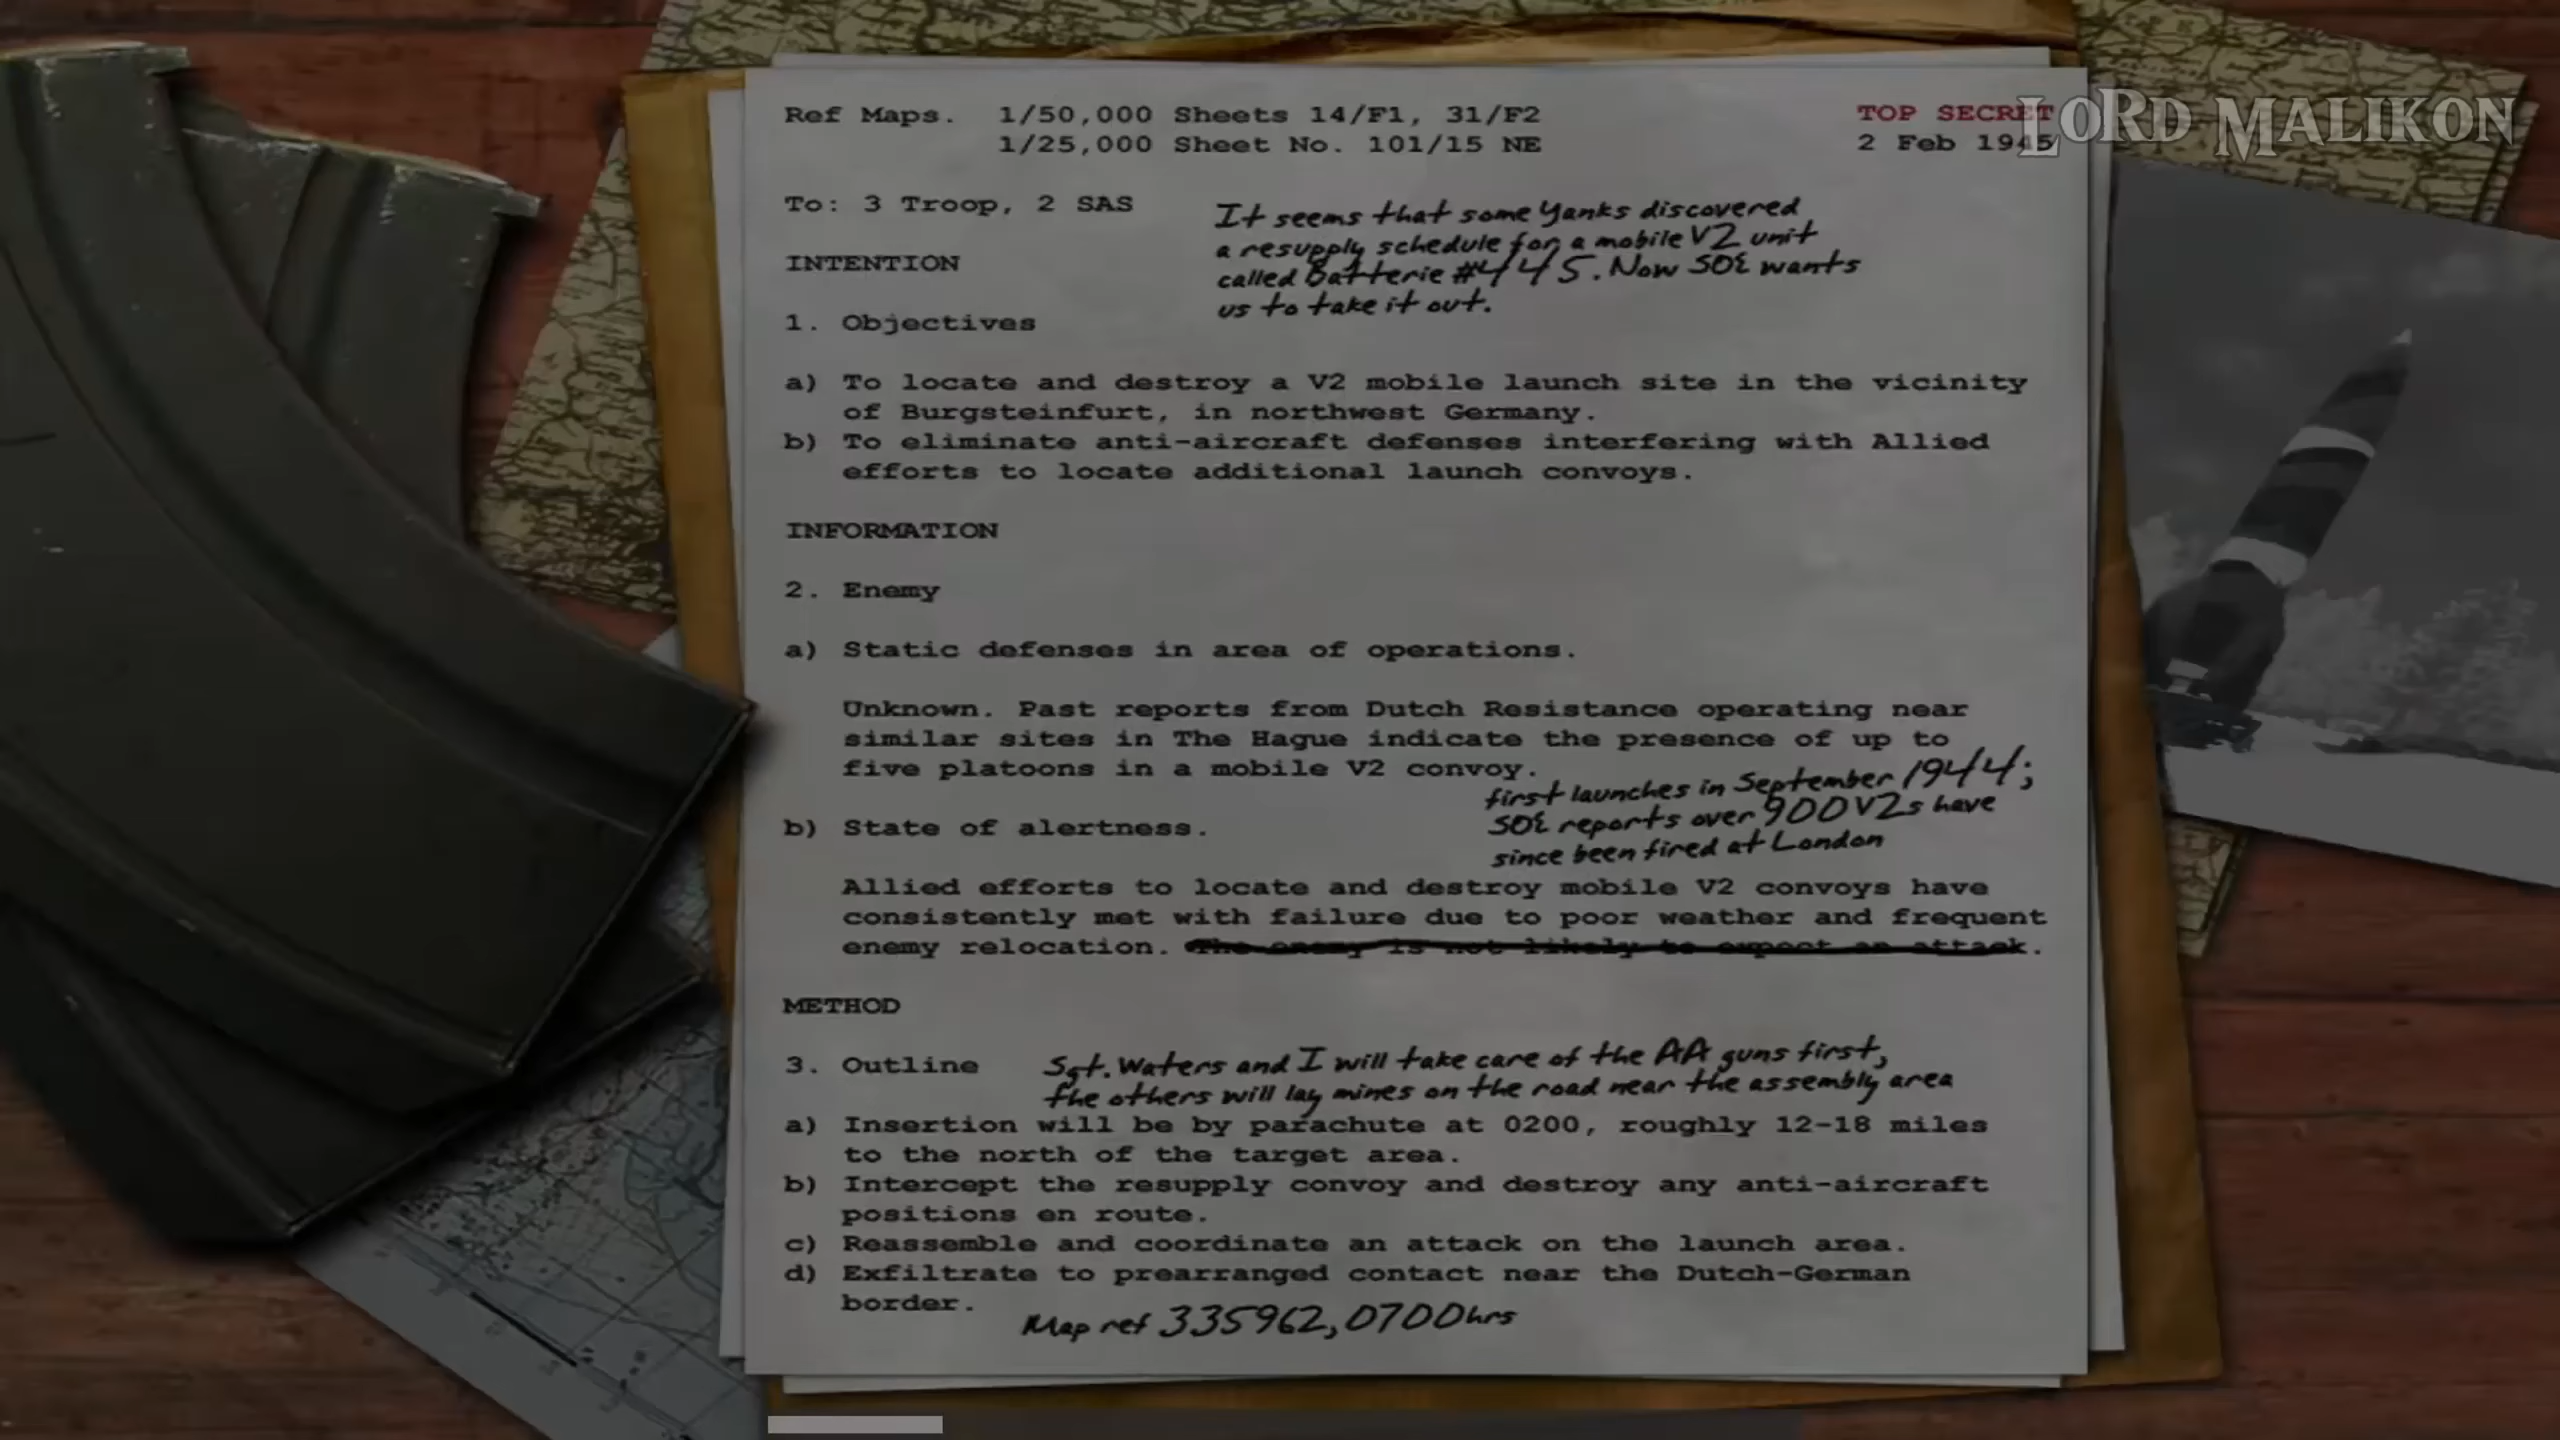 LORD MALIKON
Ref Maps. 1/50,000 Sheets 14/F1, 31/F2
TOP SECRET
1/25,000 Sheet No. 101/15 NE
2 Feb 1945
To: 3 Troop, 2 SAS
It seems that some Yanks discovered
a resupply schedule for a mobile V2 unit
called Batterie #445. Now SOE wants
us to take it out.
INTENTION
1. Objectives
a) To locate and destroy a V2 mobile launch site in the vicinity
of Burgsteinfurt, in northwest Germany.
b) To eliminate anti-aircraft defenses interfering with Allied
efforts to locate additional launch convoys.
INFORMATION
2. Enemy
a) Static defenses in area of operations.
Unknown. Past reports from Dutch Resistance operating near
similar sites in The Hague indicate the presence of up to
five platoons in a mobile V2 convoy.
first launches in September 1944;
SOE reports over 900 V2s have
since been fired at London
b) State of alertness.
Allied efforts to locate and destroy mobile V2 convoys have
consistently met with failure due to poor weather and frequent
enemy relocation. The enemy is not likely to expect an attack.
METHOD
3. Outline
Sgt. Waters and I will take care of the AA guns first,
the others will lay mines on the road near the assembly area
a) Insertion will be by parachute at 0200, roughly 12-18 miles
to the north of the target area.
b) Intercept the resupply convoy and destroy any anti-aircraft
positions en route.
c) Reassemble and coordinate an attack on the launch area.
d) Exfiltrate to prearranged contact near the Dutch-German
border.
Map ref 335962, 0700hrs